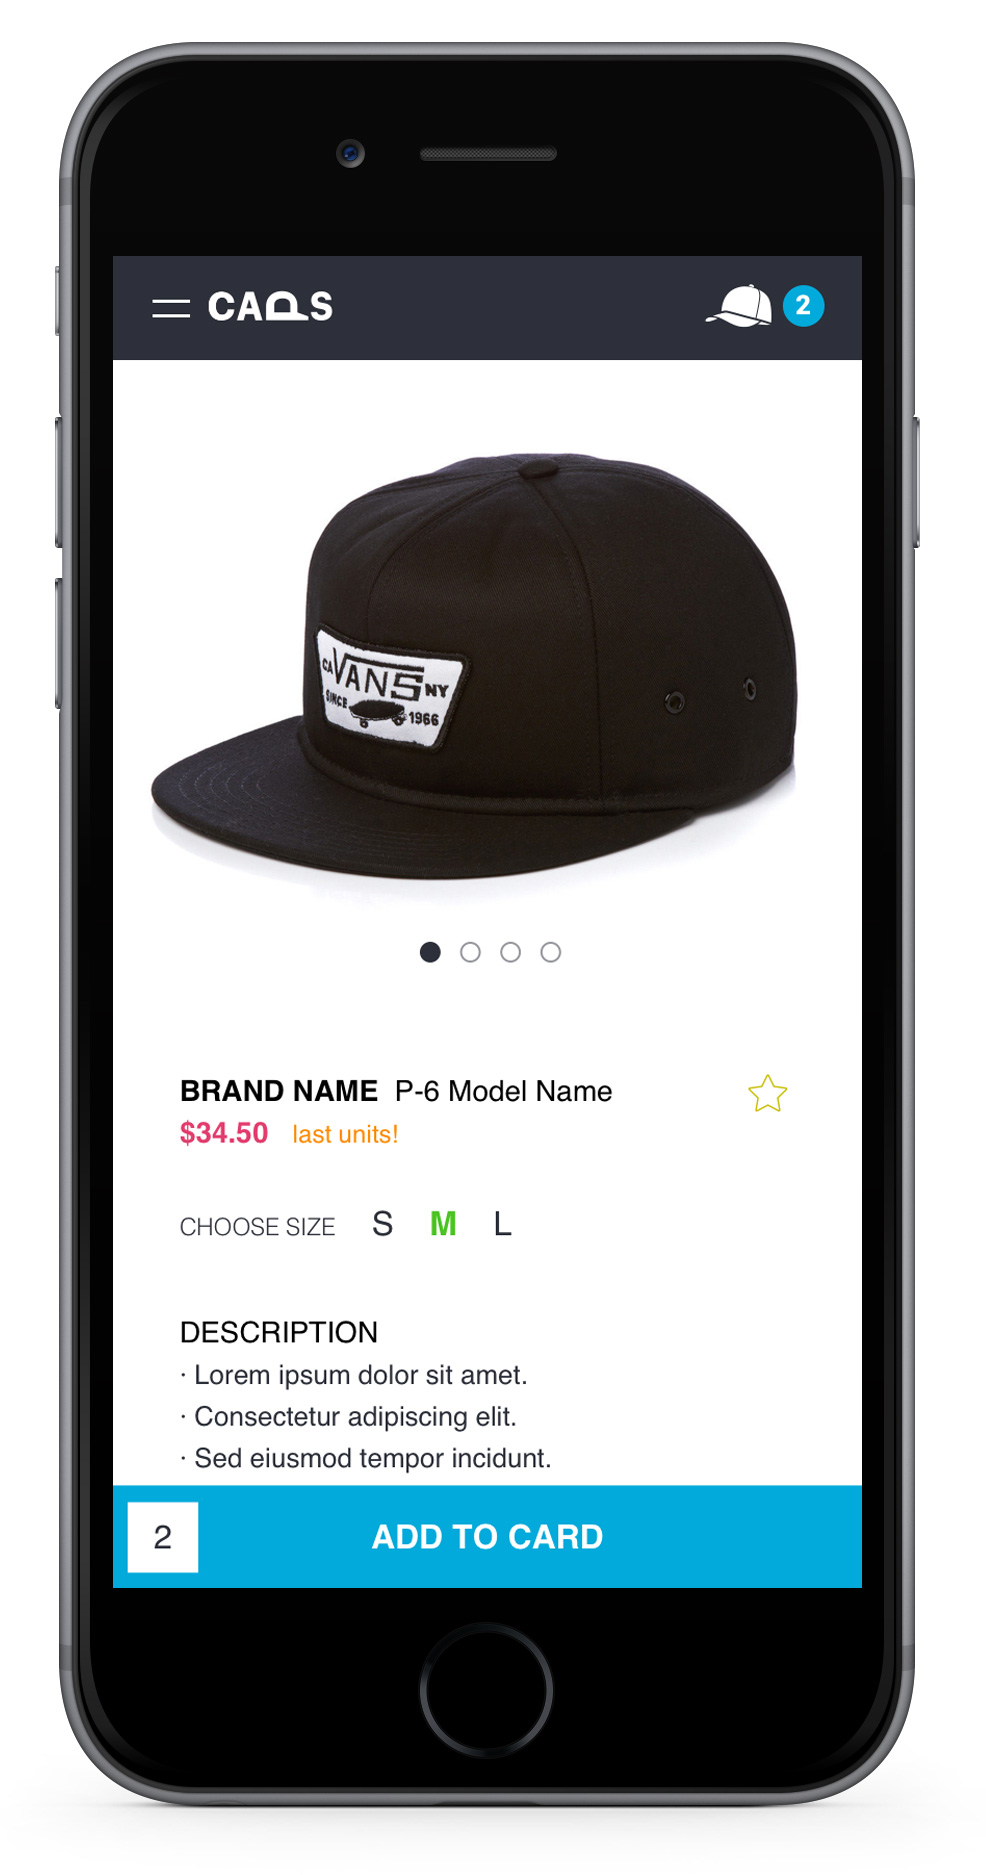 CAPS
2
CA VANS NY
SINCE 1966
BRAND NAME P-6 Model Name
$34.50 last units!
CHOOSE SIZE S M L
DESCRIPTION
· Lorem ipsum dolor sit amet.
· Consectetur adipiscing elit.
· Sed eiusmod tempor incidunt.
2 ADD TO CARD